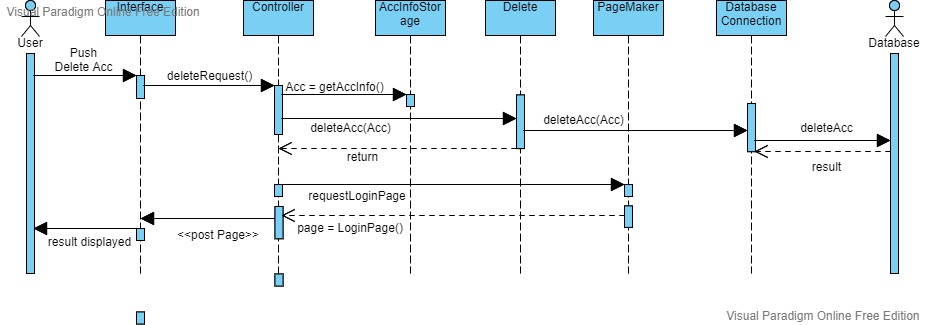 Visual Paradigm Online Free Edition
Interface
Controller
AccInfoStor
age
Delete
PageMaker
Database
Connection
User
Database
Push
Delete Acc
deleteRequest()
Acc = getAccInfo()
deleteAcc(Acc)
deleteAcc(Acc)
deleteAcc
return
result
requestLoginPage
page = LoginPage()
<<post Page>>
result displayed
Visual Paradigm Online Free Edition